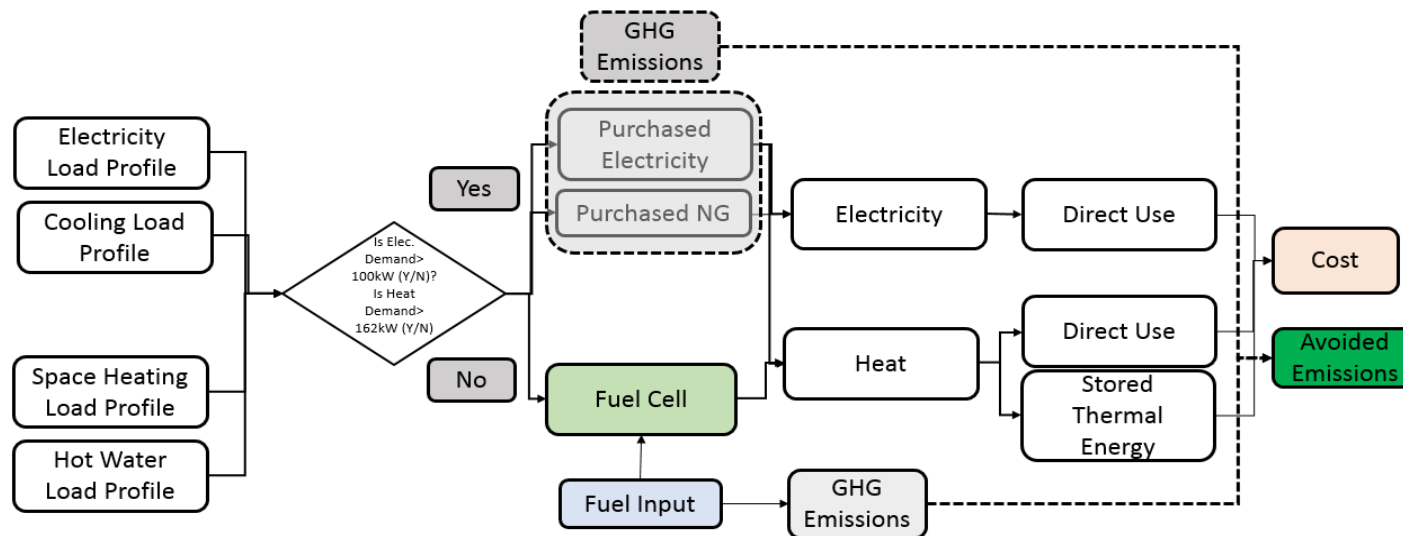 Electricity
Load Profile
Cooling Load
Profile
Space Heating
Load Profile
Hot Water
Load Profile
Is Elec.
Demand>
100kW (Y/N)?
Is Heat
Demand>
162kW (Y/N)
Yes
No
GHG
Emissions
Purchased
Electricity
Purchased NG
Fuel Cell
Fuel Input
GHG
Emissions
Electricity
Heat
Direct Use
Direct Use
Stored
Thermal
Energy
Cost
Avoided
Emissions